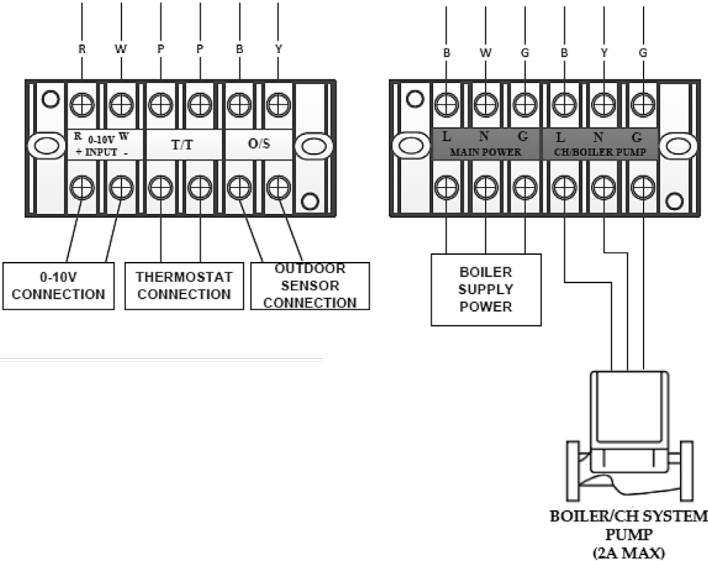 R W P P B Y
B W G B Y G
R 0-10V W
+ INPUT -
T/T
O/S
L N G L N G
MAIN POWER
CH/BOILER PUMP
0-10V
CONNECTION
THERMOSTAT
CONNECTION
OUTDOOR
SENSOR
CONNECTION
BOILER
SUPPLY
POWER
BOILER/CH SYSTEM
PUMP
(2A MAX)